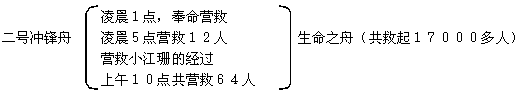 二号冲锋舟
凌晨1点,奉命营救
凌晨5点营救12人
营救小江珊的经过
上午10点共营救64人
生命之舟(共救起17000多人)